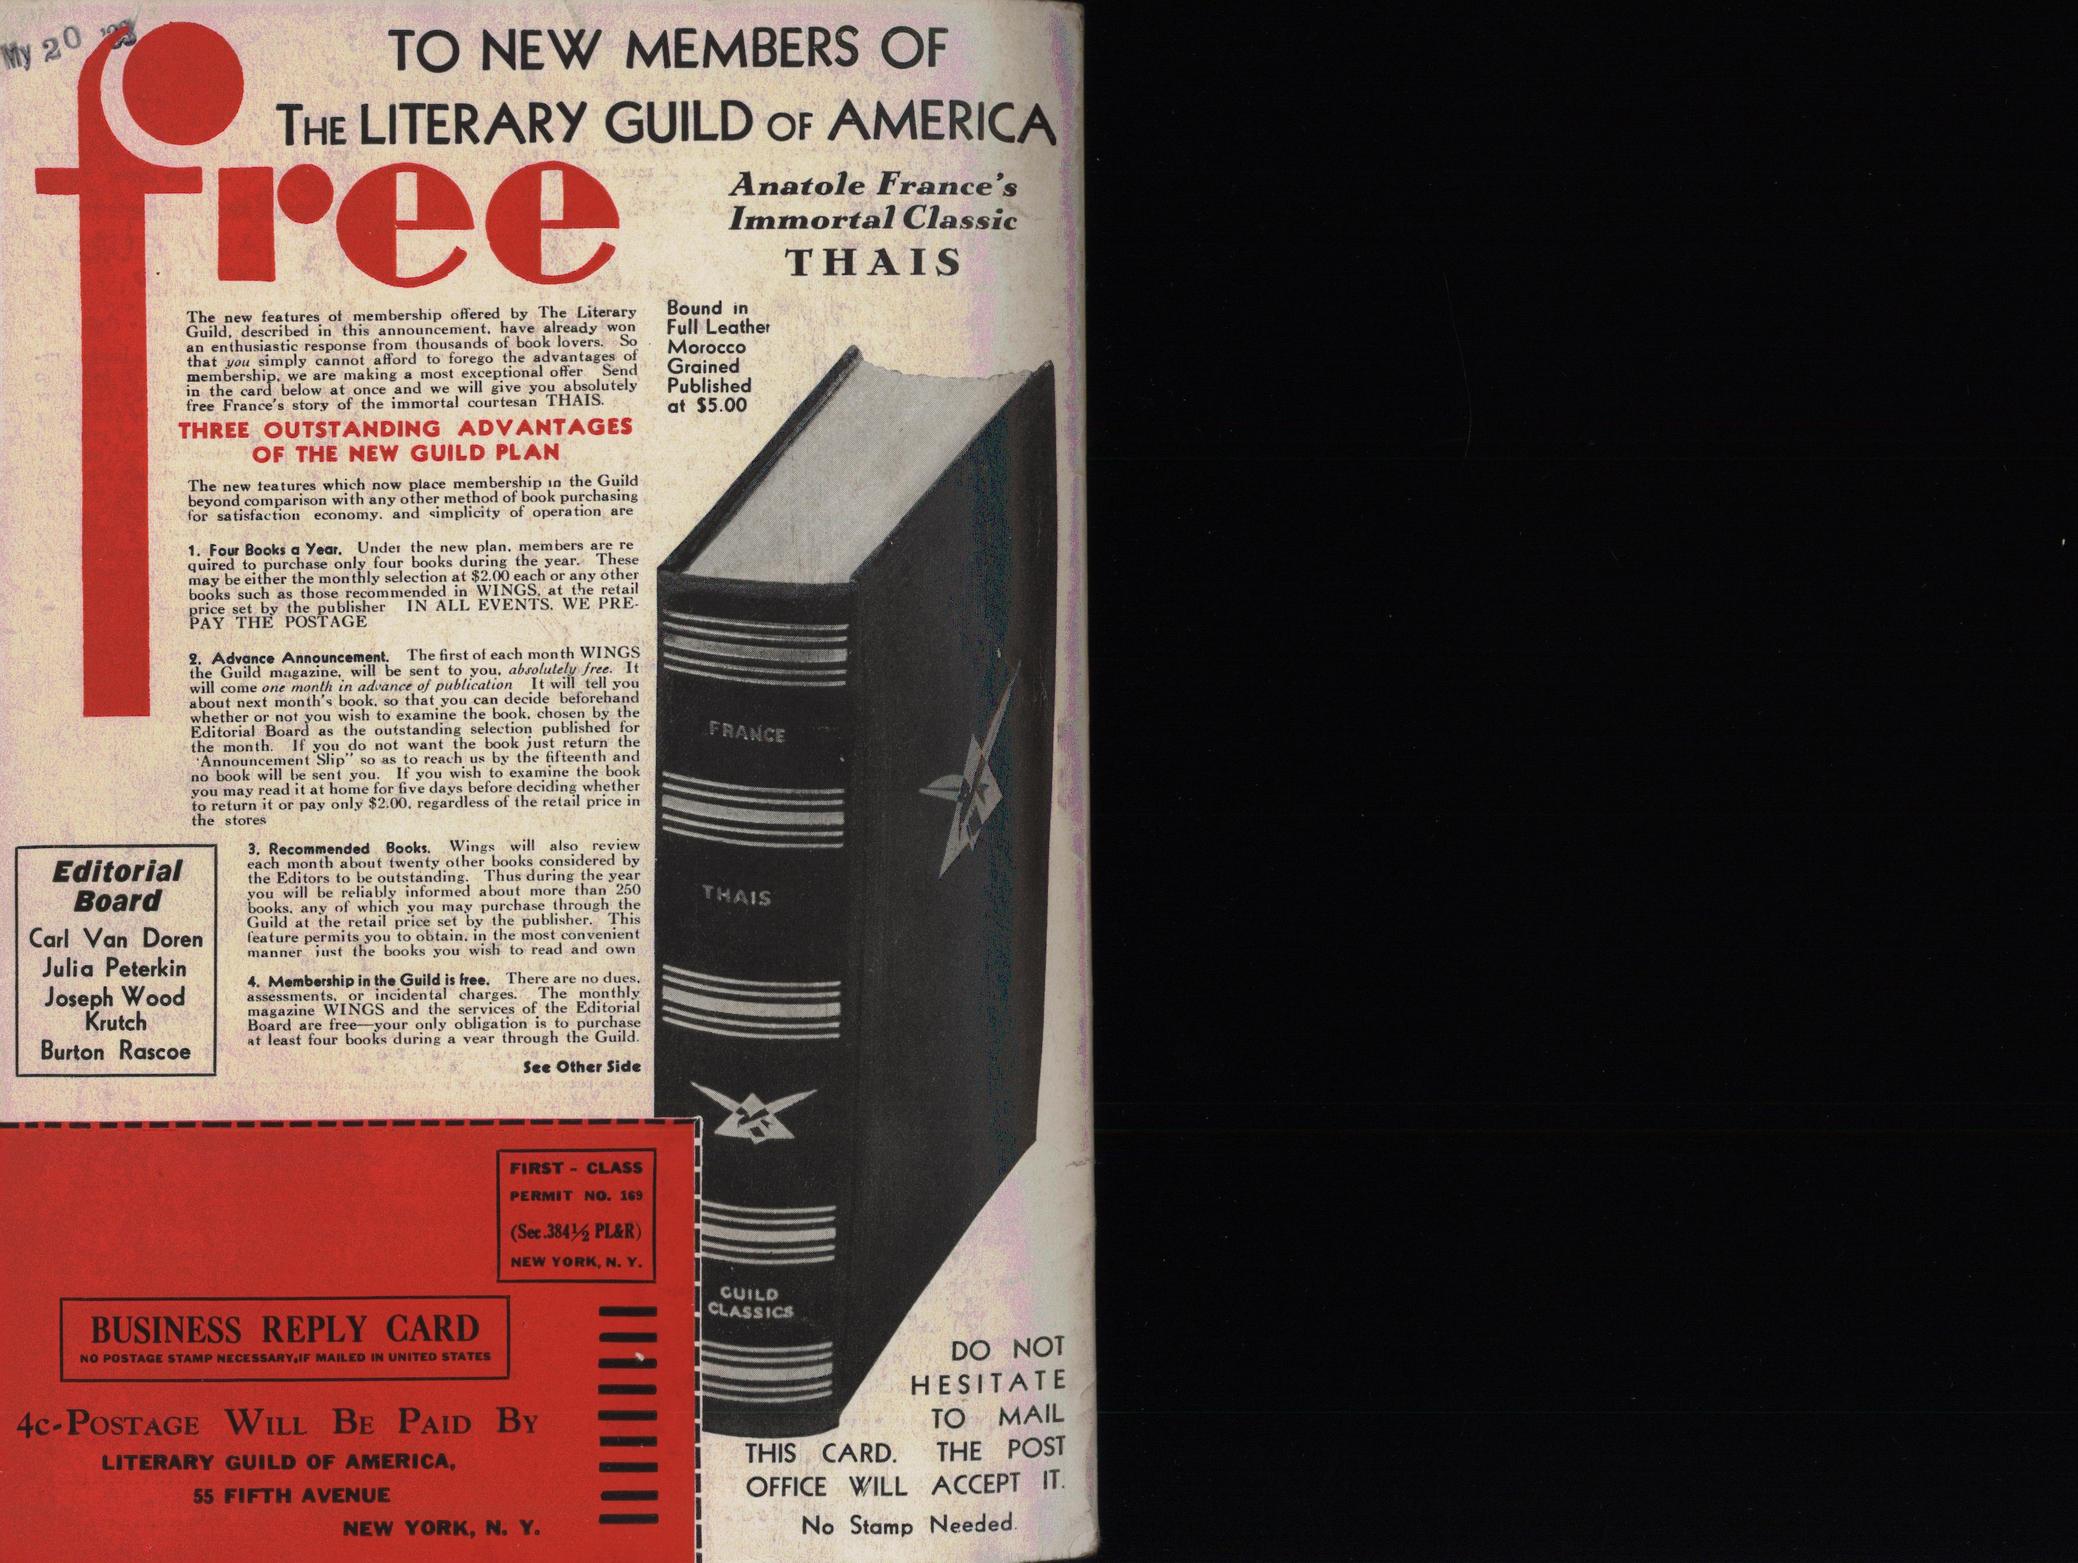 My 20
TO NEW MEMBERS OF
THE LITERARY GUILD OF AMERICA
free
Anatole France's
Immortal Classic
THAIS
The new features of membership offered by The Literary
Guild, described in this announcement, have already won
an enthusiastic response from thousands of book lovers. So
that you simply cannot afford to forego the advantages of
membership, we are making a most exceptional offer Send
in the card below at once and we will give you absolutely
free France's story of the immortal courtesan THAIS.
Bound in
Full Leather
Morocco
Grained
Published
at $5.00
THREE OUTSTANDING ADVANTAGES
OF THE NEW GUILD PLAN
The new features which now place membership in the Guild
beyond comparison with any other method of book purchasing
for satisfaction economy. and simplicity of operation are
1. Four Books a Year. Under the new plan, members are re
quired to purchase only four books during the year. These
may be either the monthly selection at $2.00 each or any other
books such as those recommended in WINGS, at the retail
price set by the publisher IN ALL EVENTS, WE PRE-
PAY THE POSTAGE
2. Advance Announcement. The first of each month WINGS
the Guild magazine, will be sent to you, absolutely free. It
will come one month in advance of publication It will tell you
about next month's book, so that you can decide beforehand
whether or not you wish to examine the book, chosen by the
Editorial Board as the outstanding selection published for
the month. If you do not want the book just return the
'Announcement Slip" so as to reach us by the fifteenth and
no book will be sent you. If you wish to examine the book
you may read it at home for five days before deciding whether
to return it or pay only $2.00, regardless of the retail price in
the stores
3. Recommended Books. Wings will also review
each month about twenty other books considered by
the Editors to be outstanding. Thus during the year
you will be reliably informed about more than 250
books, any of which you may purchase through the
Guild at the retail price set by the publisher. This
feature permits you to obtain, in the most convenient
manner just the books you wish to read and own
4. Membership in the Guild is free. There are no dues,
assessments, or incidental charges. The monthly
magazine WINGS and the services of the Editorial
Board are free—your only obligation is to purchase
at least four books during a year through the Guild.
See Other Side
Editorial
Board
Carl Van Doren
Julia Peterkin
Joseph Wood
Krutch
Burton Rascoe
FRANCE
THAIS
GUILD
CLASSICS
FIRST - CLASS
PERMIT NO. 169
(Sec.384½ PL&R)
NEW YORK, N. Y.
BUSINESS REPLY CARD
NO POSTAGE STAMP NECESSARY,IF MAILED IN UNITED STATES
4c-POSTAGE WILL BE PAID BY
LITERARY GUILD OF AMERICA,
55 FIFTH AVENUE
NEW YORK, N. Y.
DO NOT
HESITATE
TO MAIL
THIS CARD. THE POST
OFFICE WILL ACCEPT IT.
No Stamp Needed.